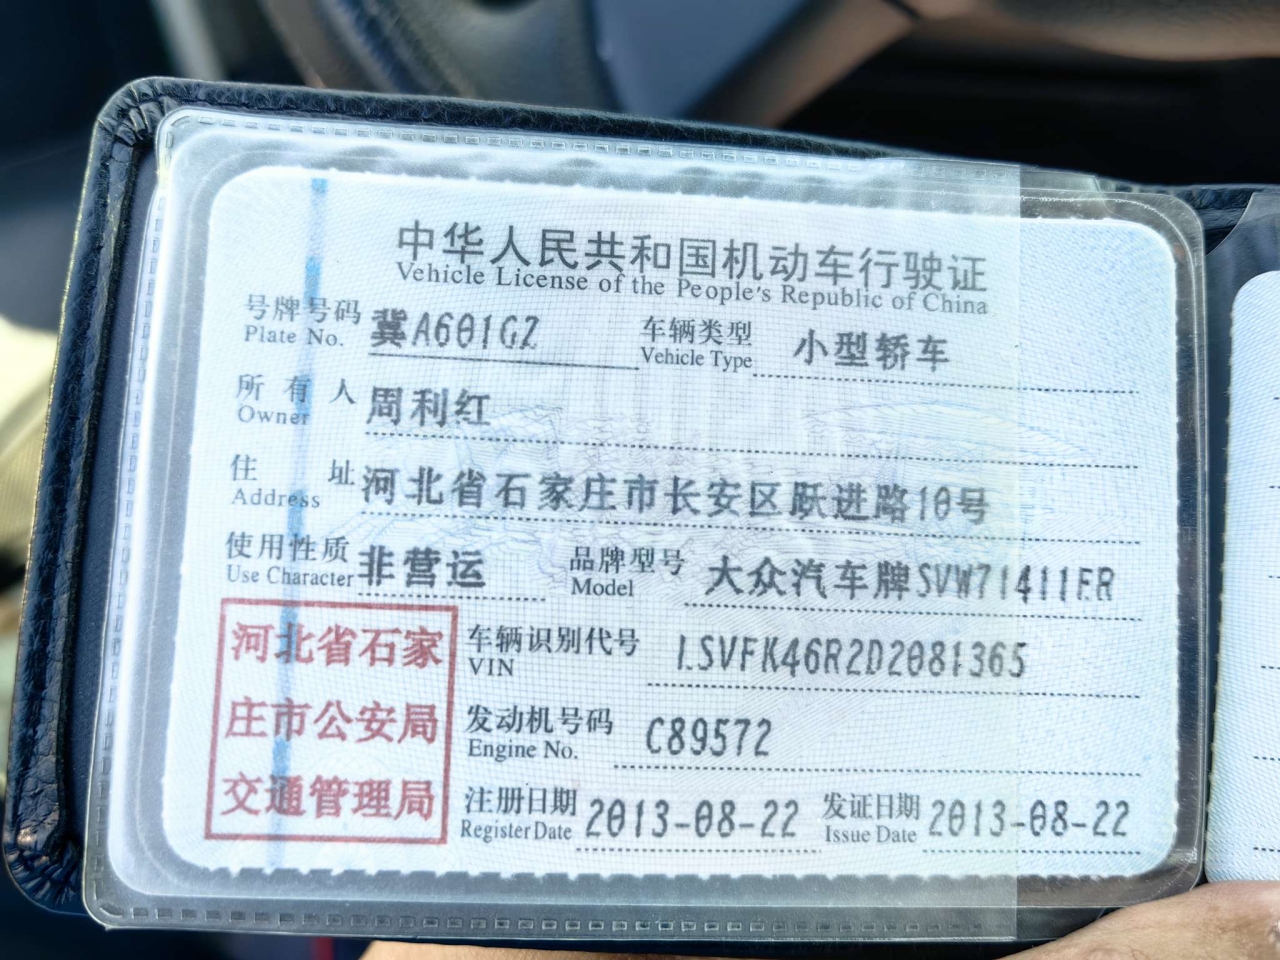 中华人民共和国机动车行驶证
Vehicle License of the People's Republic of China
号牌号码 冀A601GZ 车辆类型 小型轿车
Plate No. Vehicle Type
所有人 周利红
Owner
住址 河北省石家庄市长安区跃进路10号
Address
使用性质 非营运 品牌型号 大众汽车牌SVW71411ER
Use Character Model
河北省石家
庄市公安局
交通管理局
车辆识别代号 LSVFK46R2D2081365
VIN
发动机号码 C89572
Engine No.
注册日期 2013-08-22 发证日期 2013-08-22
Register Date Issue Date